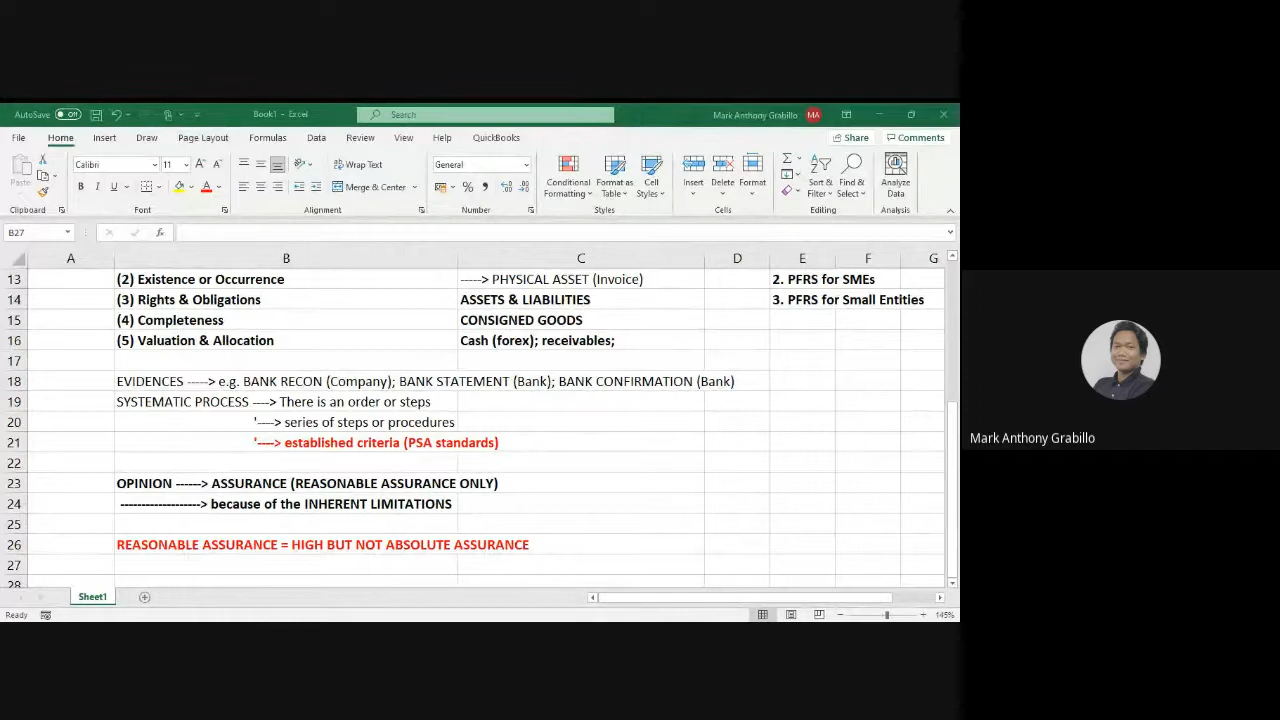 AutoSave Off Book1 - Excel Search Mark Anthony Grabillo MA
File Home Insert Draw Page Layout Formulas Data Review View Help QuickBooks Share Comments
Paste Calibri 11 B I U Wrap Text Merge & Center General Conditional Formatting Format as Table Cell Styles Insert Delete Format Sort & Filter Find & Select Analyze Data
Clipboard Font Alignment Number Styles Cells Editing Analysis
B27 fx
A B C D E F G
13 (2) Existence or Occurrence -----> PHYSICAL ASSET (Invoice) 2. PFRS for SMEs
14 (3) Rights & Obligations ASSETS & LIABILITIES 3. PFRS for Small Entities
15 (4) Completeness CONSIGNED GOODS
16 (5) Valuation & Allocation Cash (forex); receivables;
17
18 EVIDENCES -----> e.g. BANK RECON (Company); BANK STATEMENT (Bank); BANK CONFIRMATION (Bank)
19 SYSTEMATIC PROCESS ----> There is an order or steps
20 '----> series of steps or procedures
21 '----> established criteria (PSA standards)
22
23 OPINION ------> ASSURANCE (REASONABLE ASSURANCE ONLY)
24 -------------------> because of the INHERENT LIMITATIONS
25
26 REASONABLE ASSURANCE = HIGH BUT NOT ABSOLUTE ASSURANCE
27
28
Sheet1
Ready 145%
Mark Anthony Grabillo